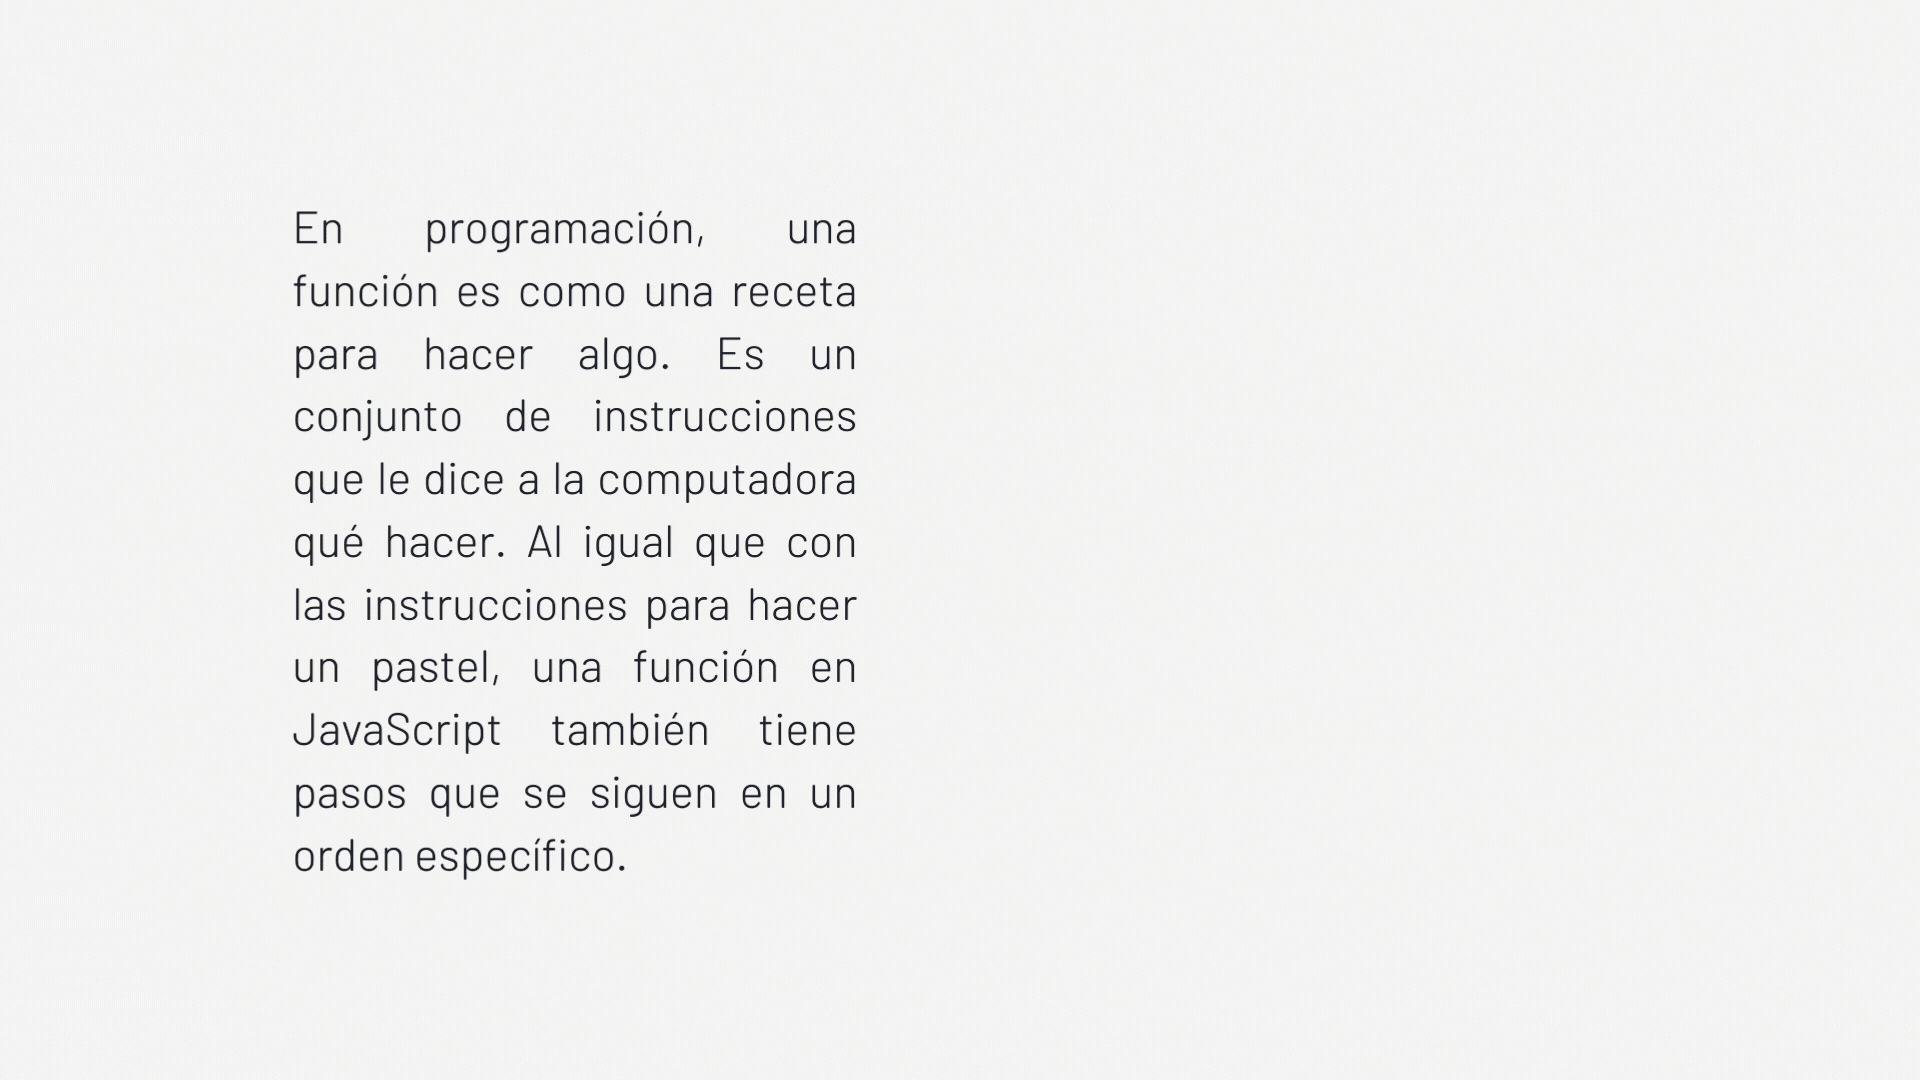 En programación, una
función es como una receta
para hacer algo. Es un
conjunto de instrucciones
que le dice a la computadora
qué hacer. Al igual que con
las instrucciones para hacer
un pastel, una función en
JavaScript también tiene
pasos que se siguen en un
orden específico.